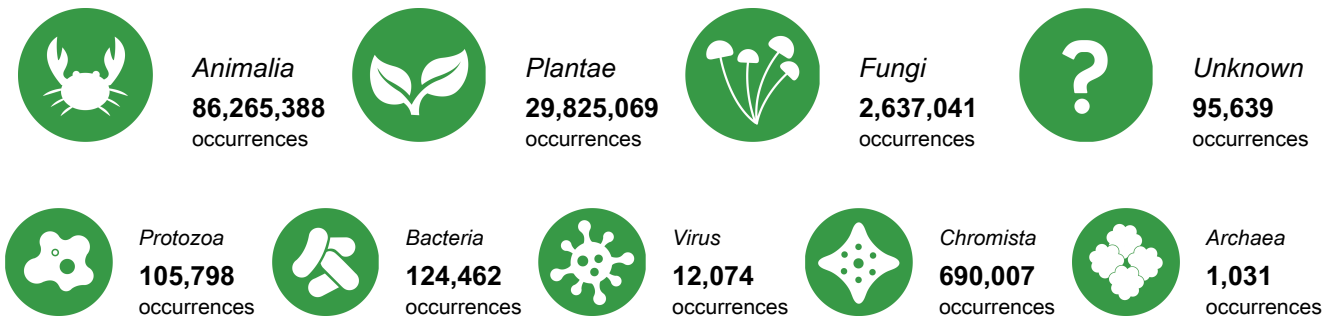 Animalia
86,265,388
occurrences
Plantae
29,825,069
occurrences
Fungi
2,637,041
occurrences
?
Unknown
95,639
occurrences
Protozoa
105,798
occurrences
Bacteria
124,462
occurrences
Virus
12,074
occurrences
Chromista
690,007
occurrences
Archaea
1,031
occurrences